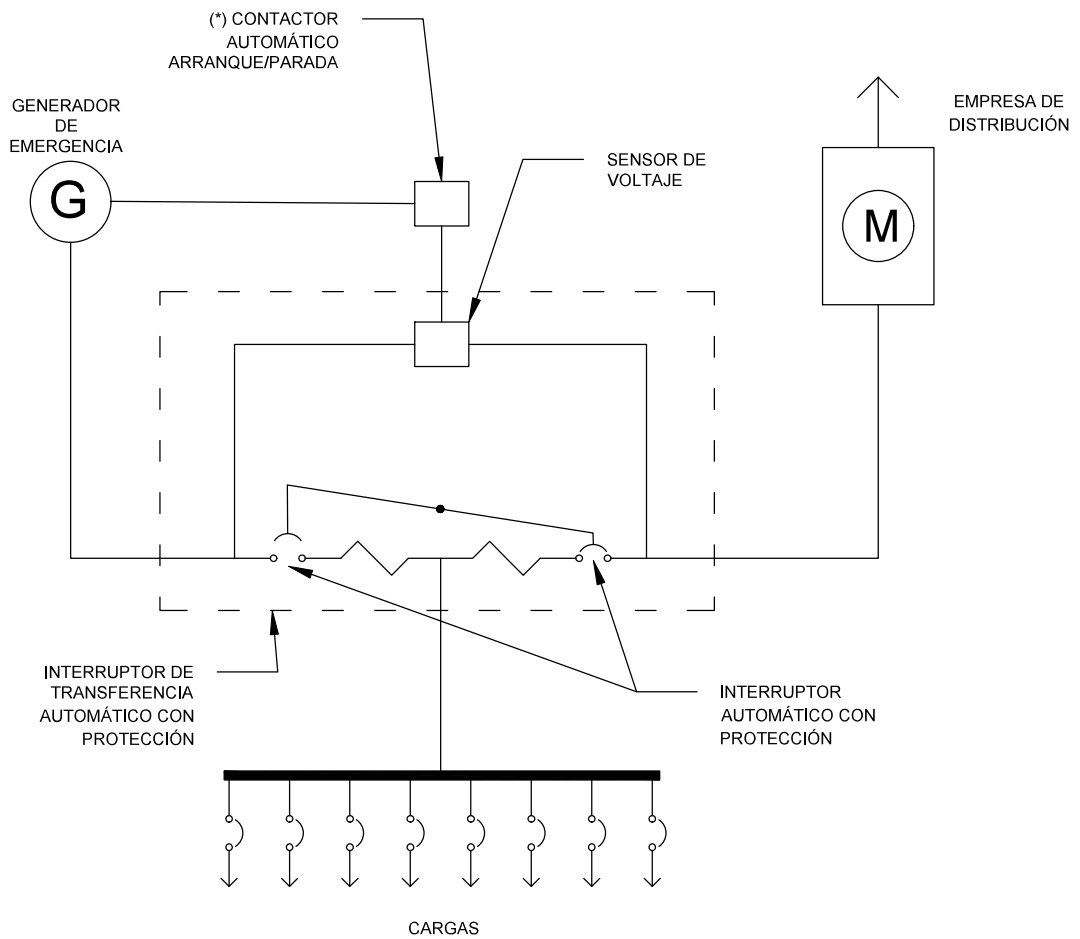 (*) CONTACTOR
AUTOMÁTICO
ARRANQUE/PARADA
GENERADOR
DE
EMERGENCIA
G
EMPRESA DE
DISTRIBUCIÓN
SENSOR DE
VOLTAJE
M
INTERRUPTOR DE
TRANSFERENCIA
AUTOMÁTICO CON
PROTECCIÓN
INTERRUPTOR
AUTOMÁTICO CON
PROTECCIÓN
CARGAS